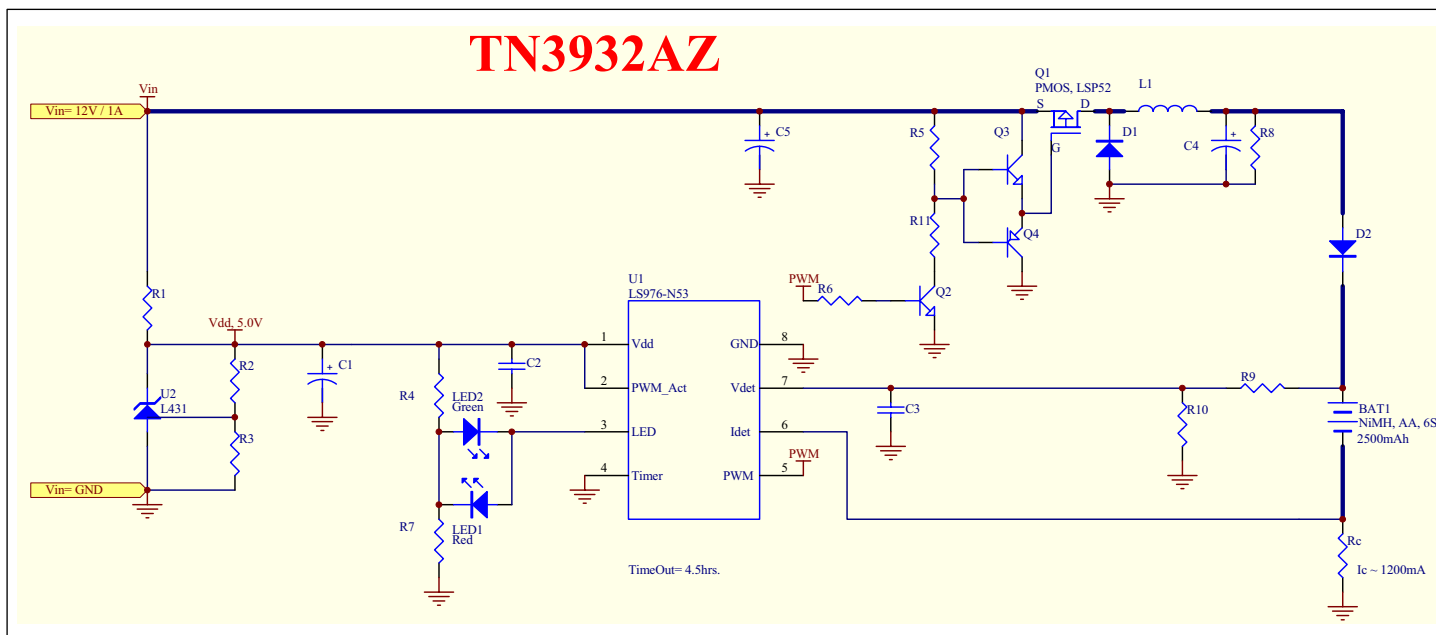 TN3932AZ
Vin
Vin= 12V / 1A
Q1
PMOS, LSP52
S
D
G
L1
C5
R5
Q3
D1
C4
+
R8
R11
Q4
D2
+
R1
Vdd, 5.0V
U1
LS976-N53
PWM
R6
Q2
R2
+
C1
C2
1
Vdd
GND
8
U2
L431
R4
LED2
Green
2
PWM_Act
Vdet
7
C3
R9
R10
BAT1
NiMH, AA, 6S
2500mAh
R3
3
LED
Idet
6
4
Timer
PWM
5
PWM
Vin= GND
R7
LED1
Red
Rc
Ic ~ 1200mA
TimeOut= 4.5hrs.